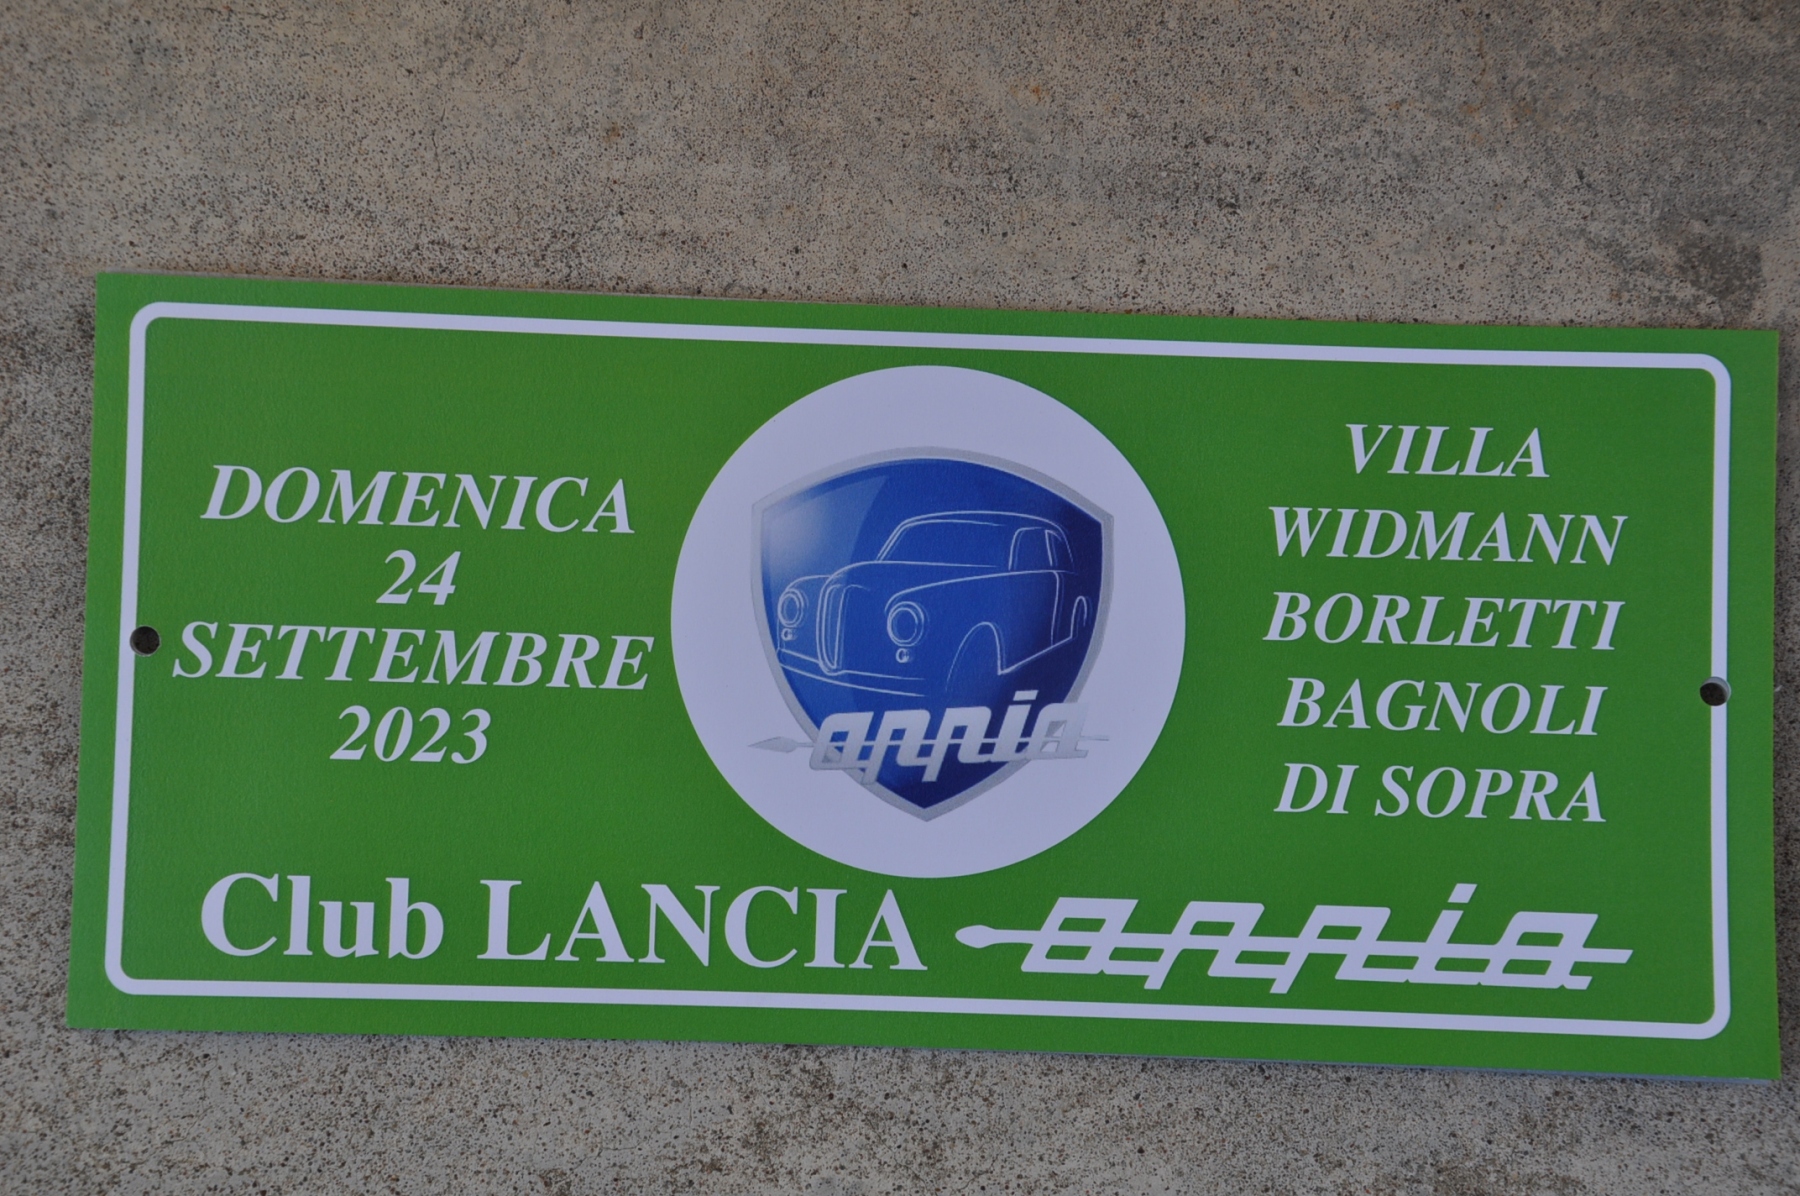 DOMENICA
24
SETTEMBRE
2023
appia
VILLA
WIDMANN
BORLETTI
BAGNOLI
DI SOPRA
Club LANCIA appia